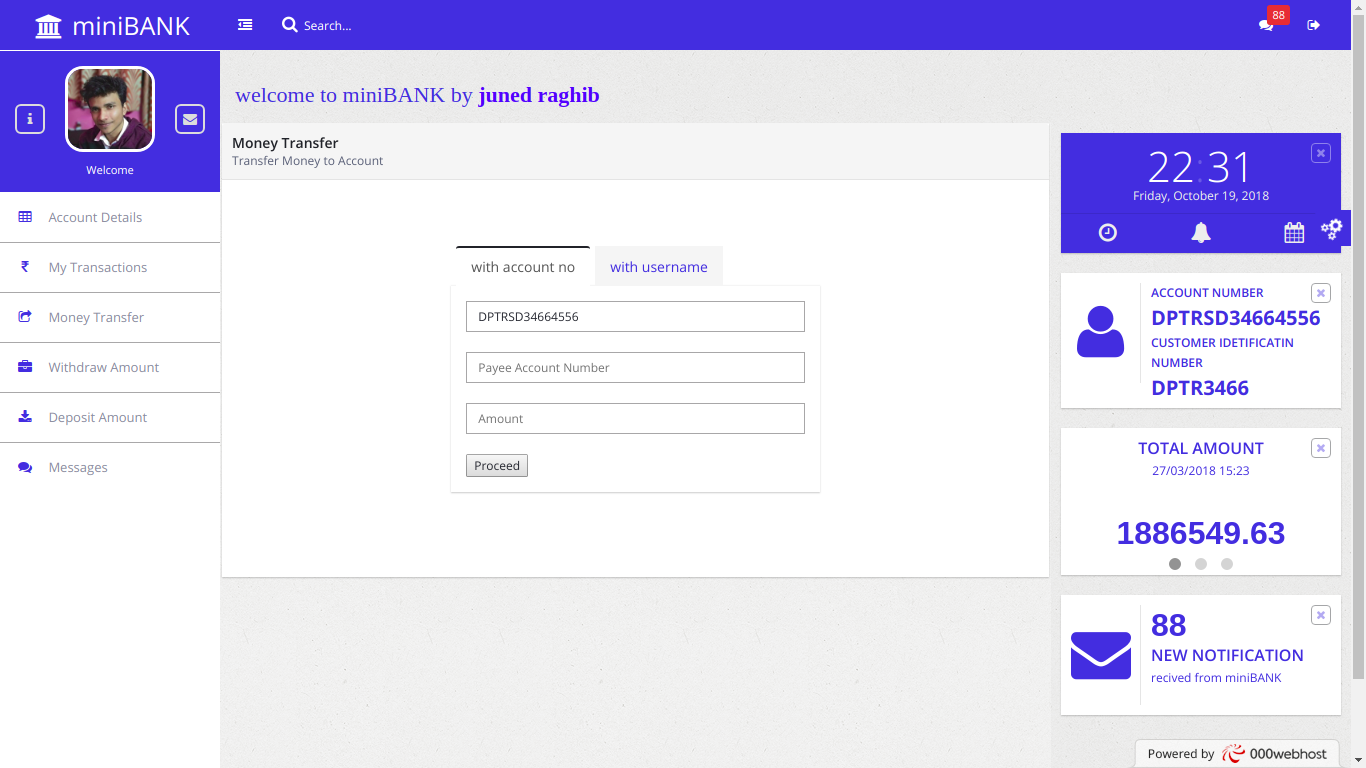 miniBANK
Search...
88
Welcome
Account Details
My Transactions
Money Transfer
Withdraw Amount
Deposit Amount
Messages
welcome to miniBANK by juned raghib
Money Transfer
Transfer Money to Account
with account no
with username
DPTRSD34664556
Payee Account Number
Amount
Proceed
22:31
Friday, October 19, 2018
ACCOUNT NUMBER
DPTRSD34664556
CUSTOMER IDETIFICATIN
NUMBER
DPTR3466
TOTAL AMOUNT
27/03/2018 15:23
1886549.63
88
NEW NOTIFICATION
recived from miniBANK
Powered by 000webhost